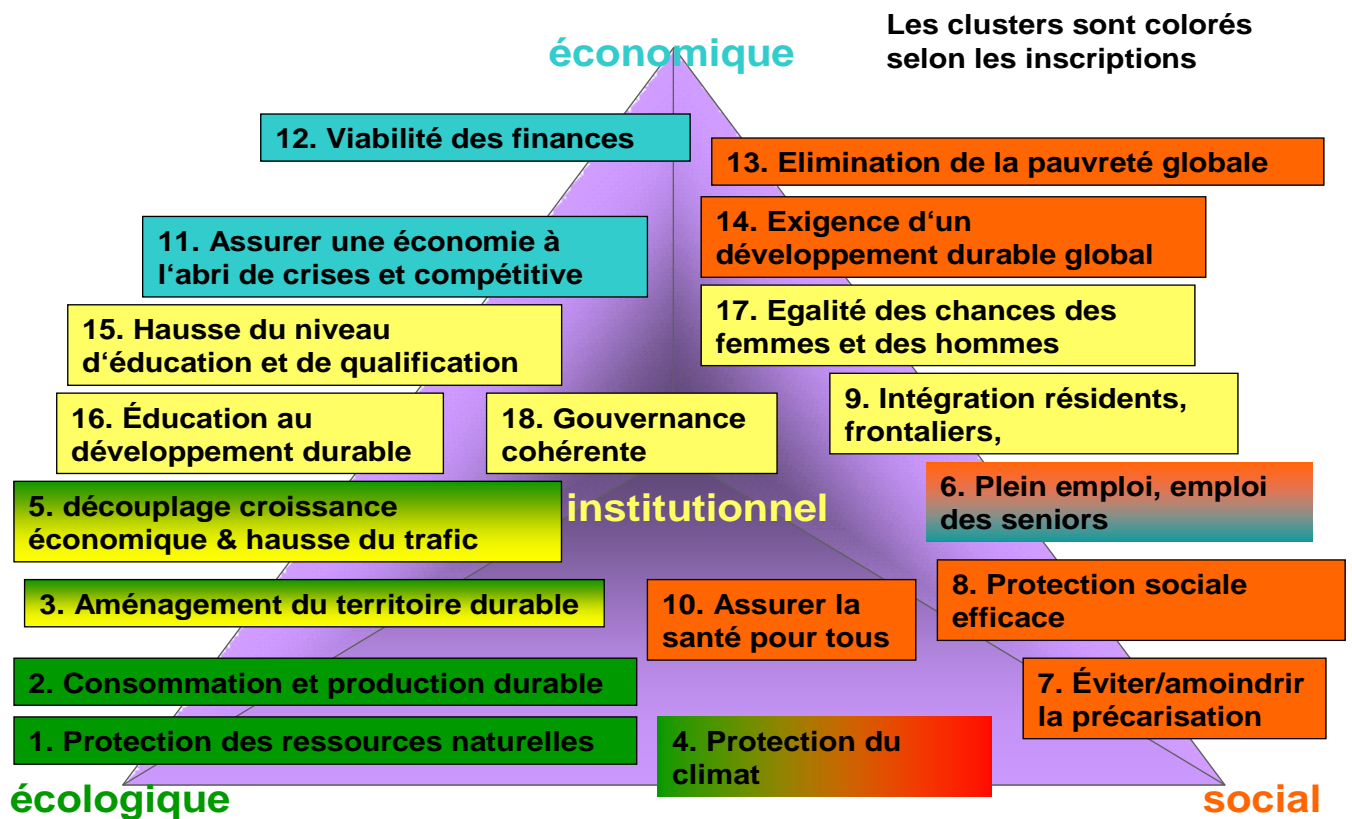 Les clusters sont colorés
selon les inscriptions
économique
12. Viabilité des finances
13. Elimination de la pauvreté globale
14. Exigence d‘un
développement durable global
11. Assurer une économie à
l‘abri de crises et compétitive
17. Egalité des chances des
femmes et des hommes
15. Hausse du niveau
d‘éducation et de qualification
9. Intégration résidents,
frontaliers,
16. Éducation au
développement durable
18. Gouvernance
cohérente
6. Plein emploi, emploi
des seniors
5. découplage croissance
économique & hausse du trafic
institutionnel
8. Protection sociale
efficace
3. Aménagement du territoire durable
10. Assurer la
santé pour tous
2. Consommation et production durable
7. Éviter/amoindrir
la précarisation
1. Protection des ressources naturelles
4. Protection du
climat
écologique
social